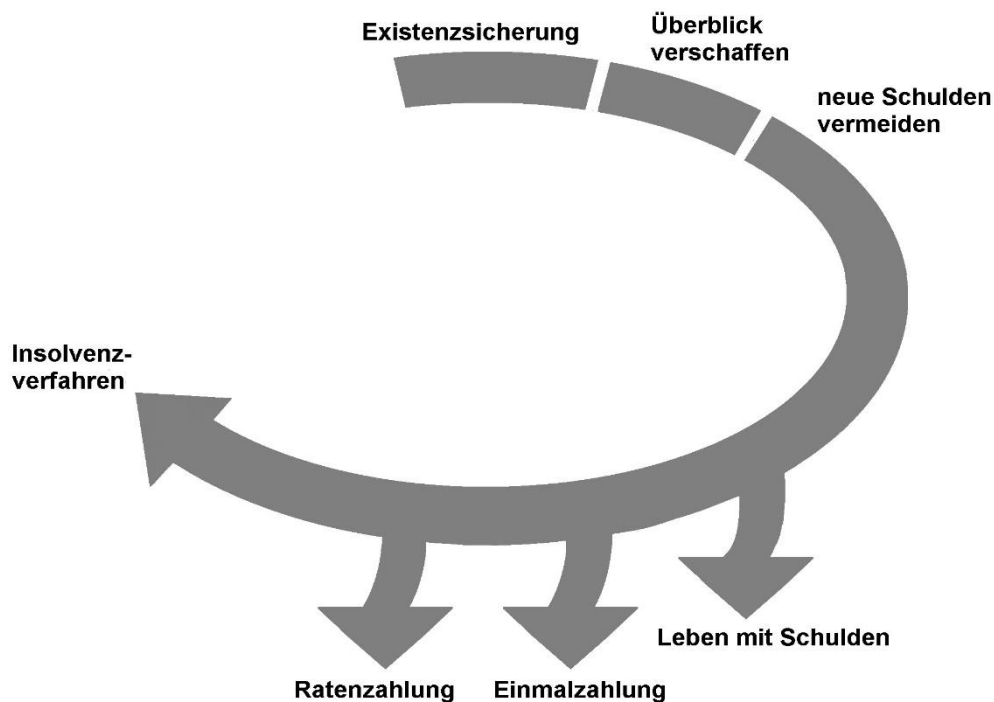 Existenzsicherung
Überblick
verschaffen
neue Schulden
vermeiden
Insolvenz-
verfahren
Leben mit Schulden
Ratenzahlung
Einmalzahlung